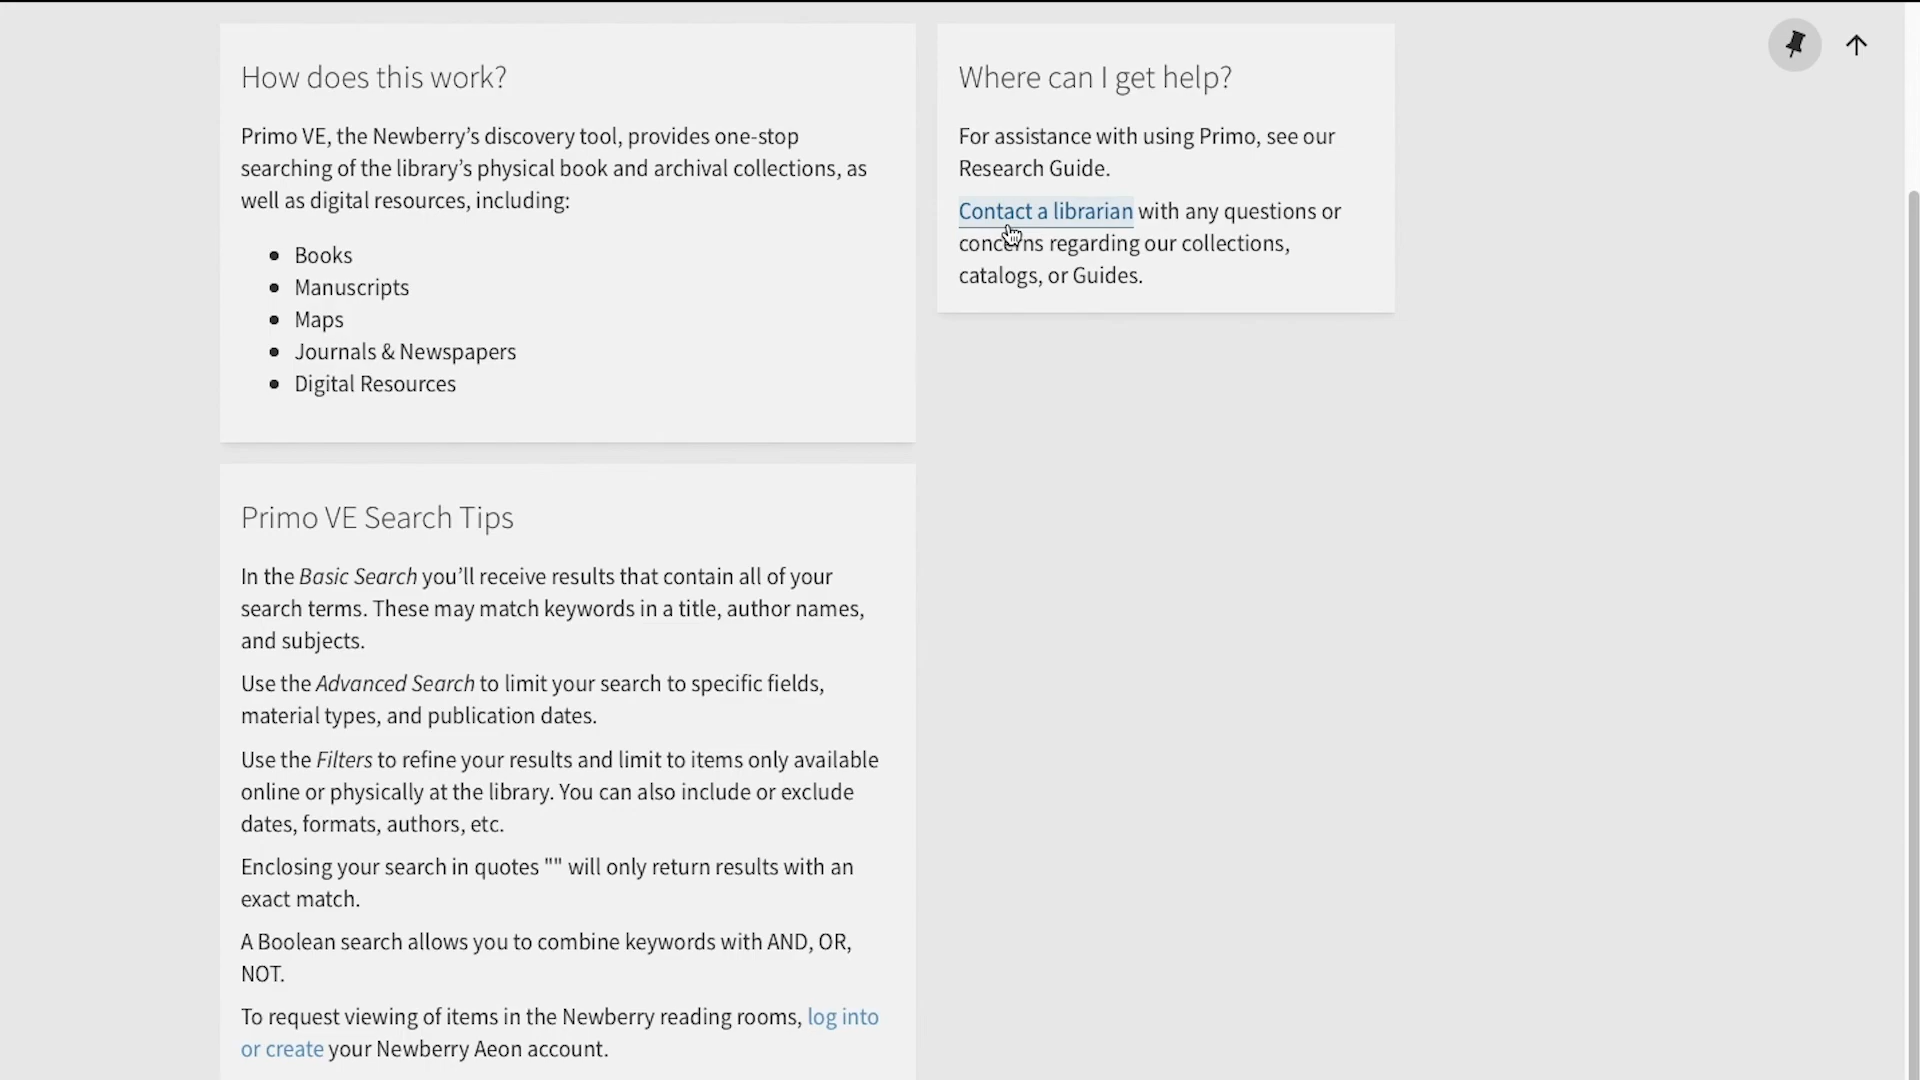 How does this work?
Primo VE, the Newberry’s discovery tool, provides one-stop
searching of the library’s physical book and archival collections, as
well as digital resources, including:
Books
Manuscripts
Maps
Journals & Newspapers
Digital Resources
Primo VE Search Tips
In the Basic Search you’ll receive results that contain all of your
search terms. These may match keywords in a title, author names,
and subjects.
Use the Advanced Search to limit your search to specific fields,
material types, and publication dates.
Use the Filters to refine your results and limit to items only available
online or physically at the library. You can also include or exclude
dates, formats, authors, etc.
Enclosing your search in quotes "" will only return results with an
exact match.
A Boolean search allows you to combine keywords with AND, OR,
NOT.
To request viewing of items in the Newberry reading rooms, log into
or create your Newberry Aeon account.
Where can I get help?
For assistance with using Primo, see our
Research Guide.
Contact a librarian with any questions or
concerns regarding our collections,
catalogs, or Guides.